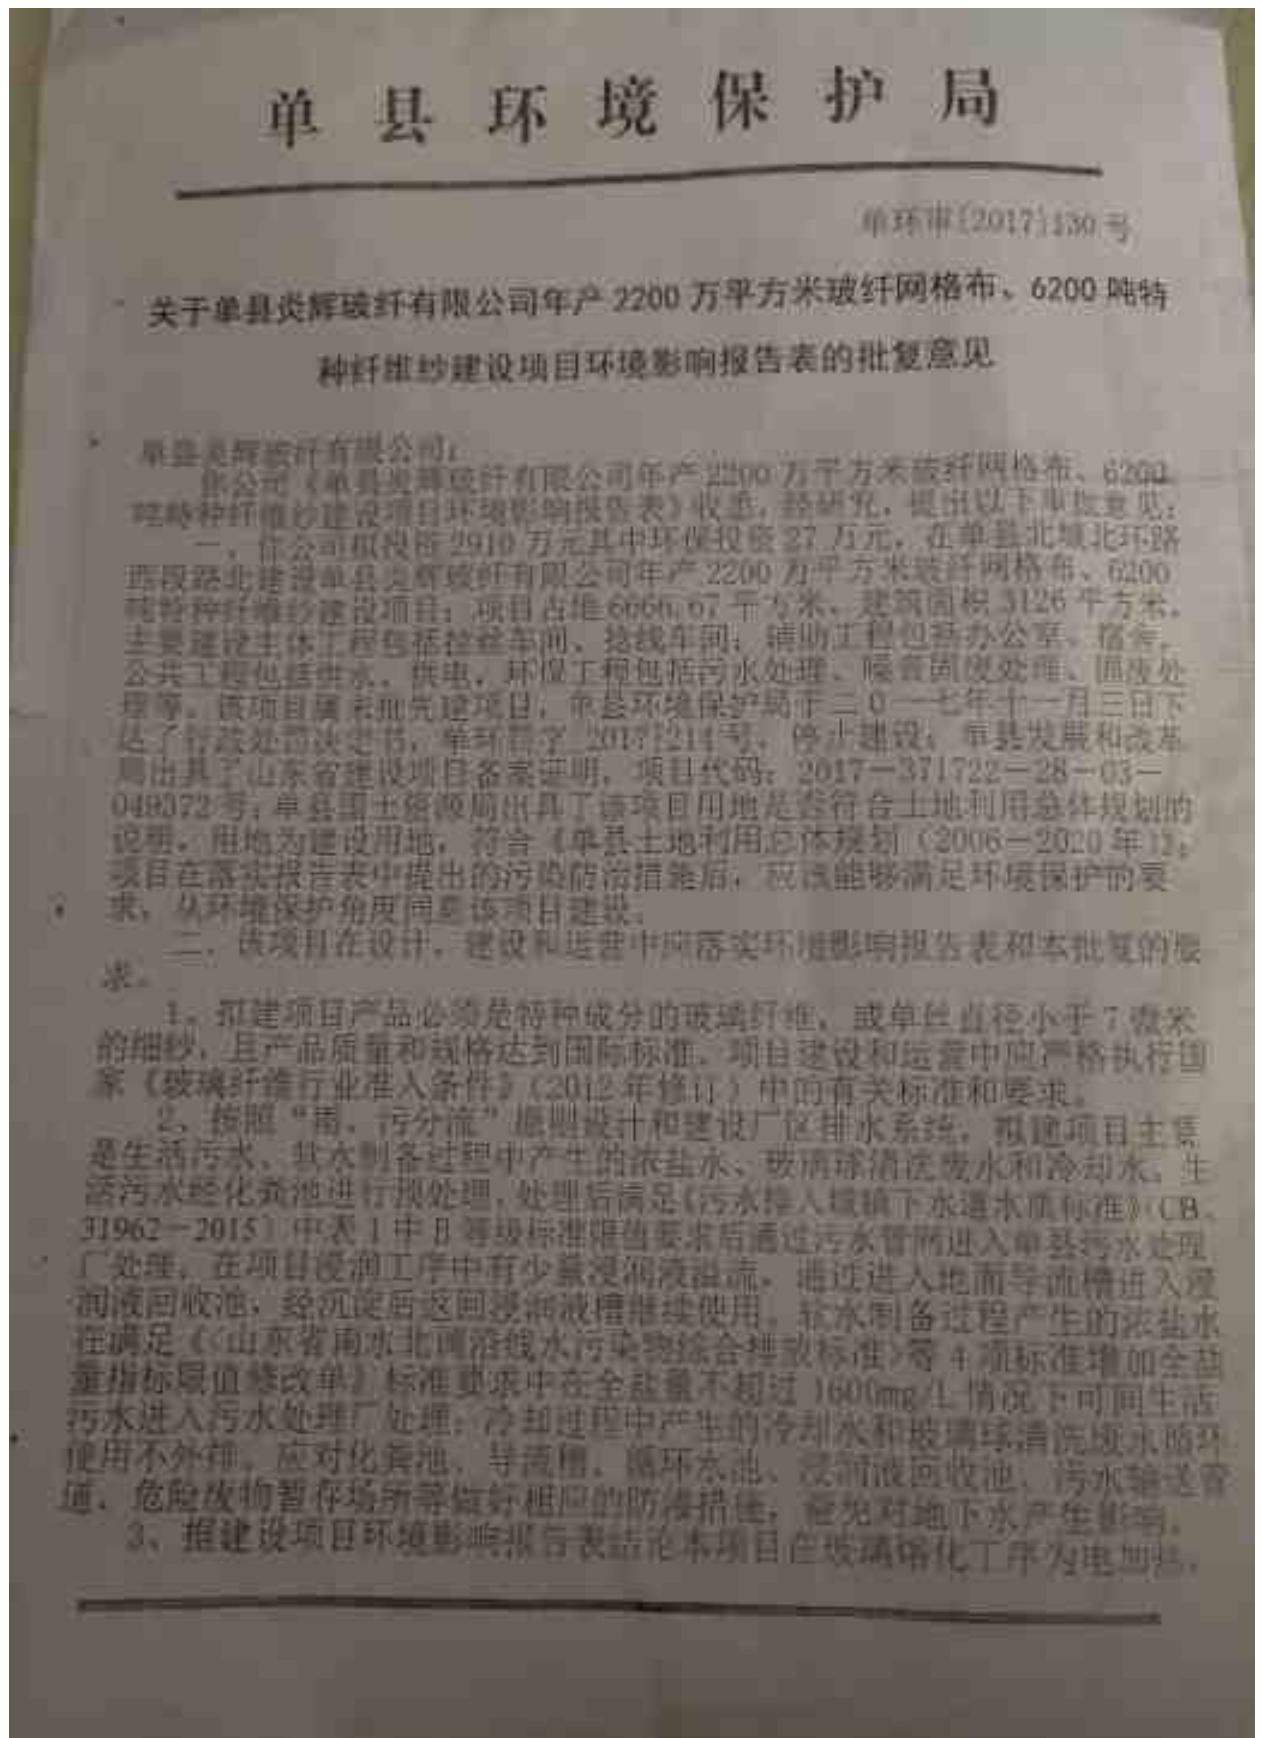 单县环境保护局
单环审[2017]130号
关于单县炎辉玻纤有限公司年产2200万平方米玻纤网格布、6200吨特
种纤维纱建设项目环境影响报告表的批复意见
单县炎辉玻纤有限公司：
你公司《单县炎辉玻纤有限公司年产2200万平方米玻纤网格布、6200
吨特种纤维纱建设项目环境影响报告表》收悉，经研究，提出以下审批意见：
一、你公司拟投资2910万元其中环保投资27万元，在单县北城北环路
西段路北建设单县炎辉玻纤有限公司年产2200万平方米玻纤网格布、6200
吨特种纤维纱建设项目；项目占地6666.67平方米，建筑面积3126平方米，
主要建设主体工程包括拉丝车间、捻线车间；辅助工程包括办公室、宿舍，
公共工程包括供水、供电，环保工程包括污水处理、噪音固废处理、固废处
理等。该项目属未批先建项目，单县环境保护局于二0一七年十一月三日下
达了行政处罚决定书，单环罚字[2017]214号，停止建设；单县发展和改革
局出具了山东省建设项目备案证明，项目代码：2017－371722－28－03－
048372号；单县国土资源局出具了该项目用地是否符合土地利用总体规划的
说明，用地为建设用地，符合《单县土地利用总体规划（2006－2020年）》；
项目在落实报告表中提出的污染防治措施后，应该能够满足环境保护的要
求，从环境保护角度同意该项目建设。
二、该项目在设计、建设和运营中应落实环境影响报告表和本批复的要
求。
1、拟建项目产品必须是特种成分的玻璃纤维，或单丝直径小于7微米
的细纱，且产品质量和规格达到国际标准。项目建设和运营中应严格执行国
家《玻璃纤维行业准入条件》（2012年修订）中的有关标准和要求。
2、按照“雨、污分流”原则设计和建设厂区排水系统，拟建项目主要
是生活污水、软水制备过程中产生的浓盐水、玻璃球清洗废水和冷却水。生
活污水经化粪池进行预处理，处理后满足《污水排入城镇下水道水质标准》（CB、
31962－2015）中表1中B等级标准限值要求后通过污水管网进入单县污水处理
厂处理，在项目浸润工序中有少量浸润液溢流，通过进入地面导流槽进入浸
润液回收池，经沉淀后返回浸润液槽继续使用。软水制备过程产生的浓盐水
在满足《〈山东省南水北调沿线水污染物综合排放标准〉等4项标准增加全盐
量指标限值修改单》标准要求中在全盐量不超过1600mg/L情况下可同生活
污水进入污水处理厂处理；冷却过程中产生的冷却水和玻璃球清洗废水循环
使用不外排。应对化粪池、导流槽、循环水池、浸润液回收池、污水输送管
道、危险废物暂存场所等做好相应的防渗措施，避免对地下水产生影响。
3、拟建设项目环境影响报告表结论本项目在玻璃熔化工序为电加热，